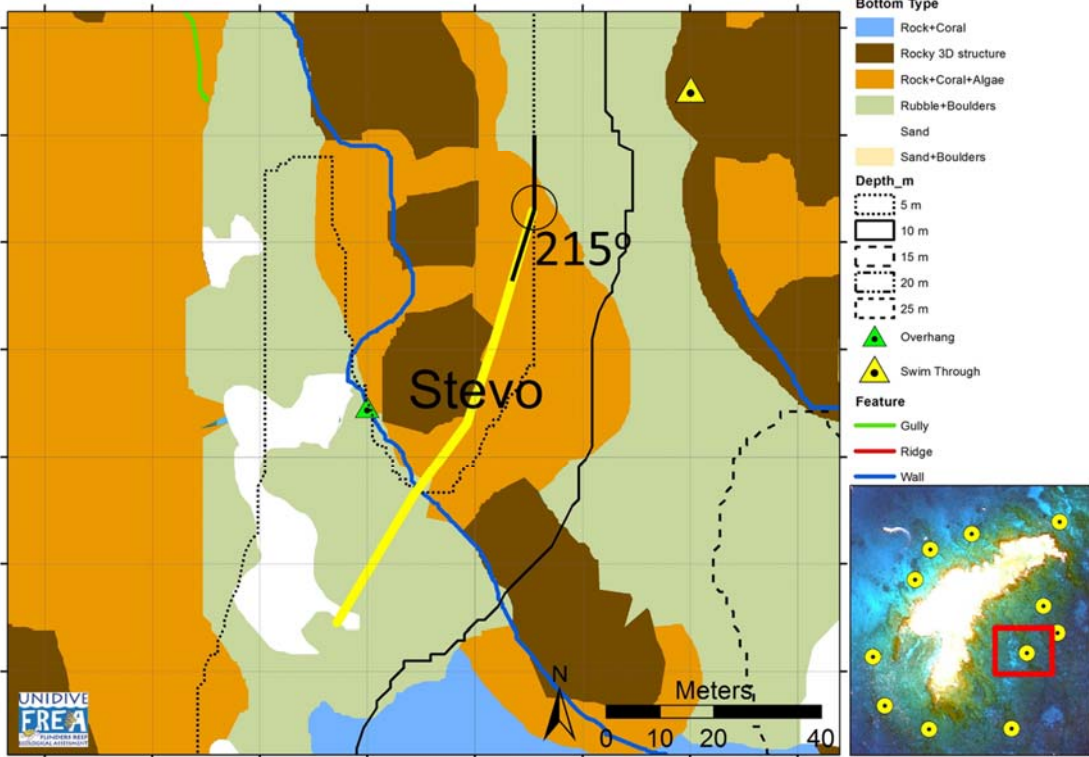 215º
Stevo
N
Meters
0 10 20 40
UNIDIVE
FREA
FLINDERS REEF
ECOLOGICAL ASSESSMENT
Bottom Type
Rock+Coral
Rocky 3D structure
Rock+Coral+Algae
Rubble+Boulders
Sand
Sand+Boulders
Depth_m
5 m
10 m
15 m
20 m
25 m
Overhang
Swim Through
Feature
Gully
Ridge
Wall